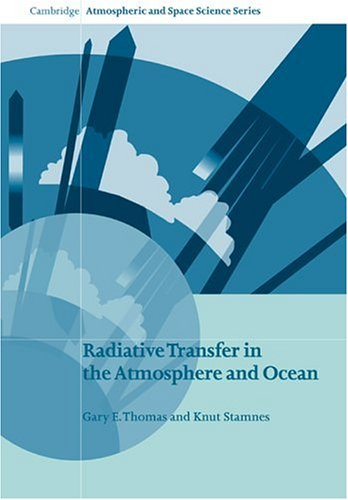 Cambridge Atmospheric and Space Science Series
Radiative Transfer in
the Atmosphere and Ocean
Gary E. Thomas and Knut Stamnes